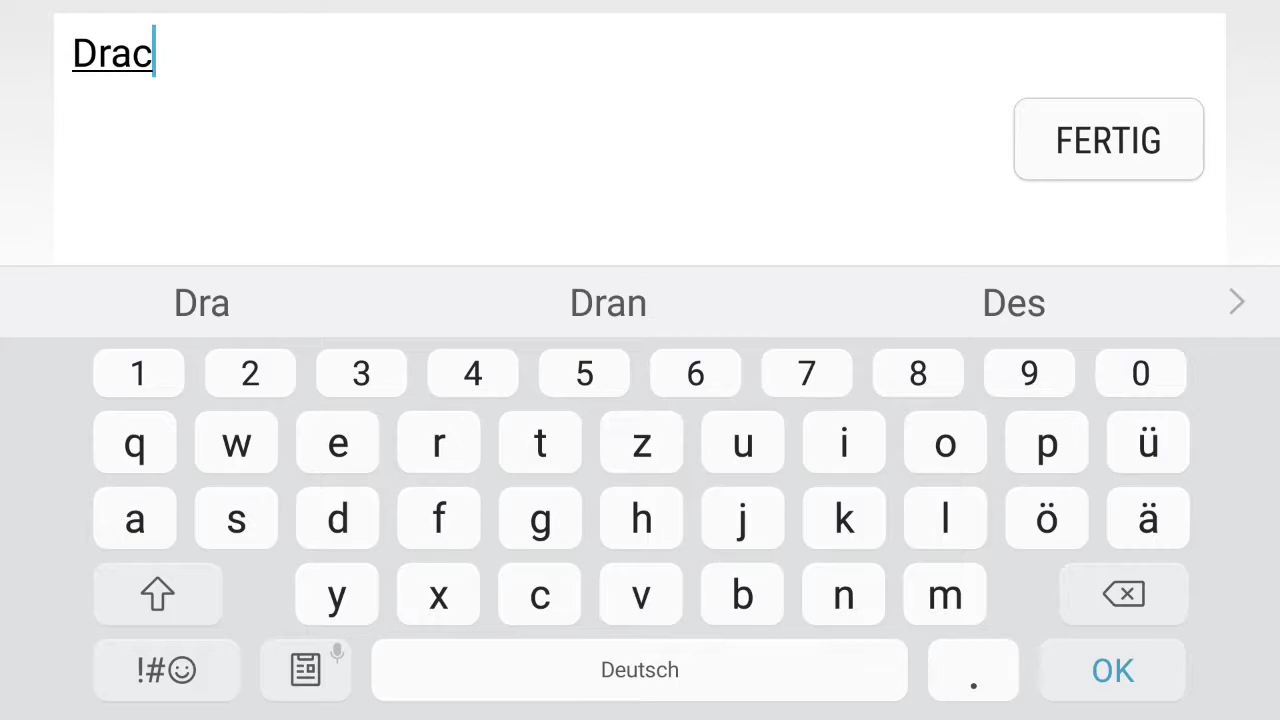 Drac
FERTIG
Dra Dran Des
1 2 3 4 5 6 7 8 9 0
q w e r t z u i o p ü
a s d f g h j k l ö ä
y x c v b n m
!#☺ Deutsch . OK